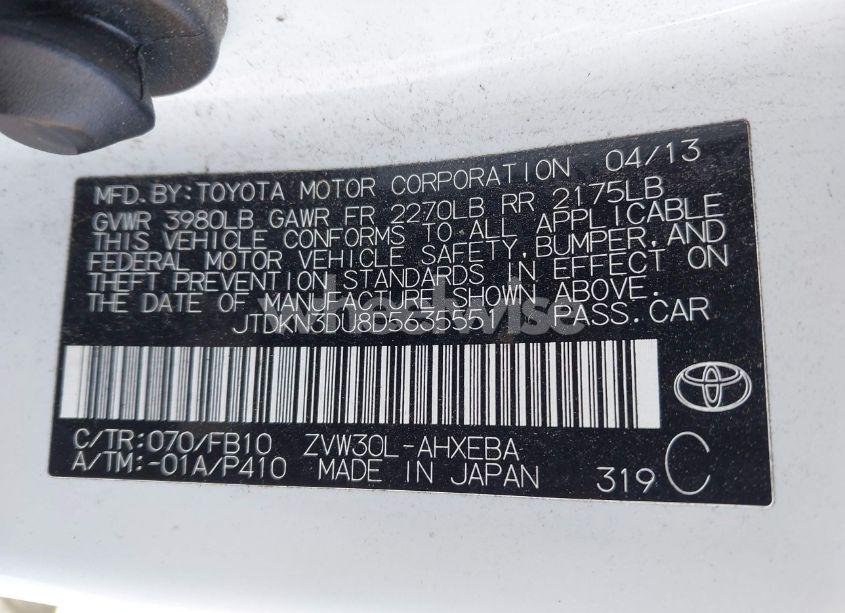 MFD. BY: TOYOTA MOTOR CORPORATION 04/13
GVWR 3980LB GAWR FR 2270LB RR 2175LB
THIS VEHICLE CONFORMS TO ALL APPLICABLE
FEDERAL MOTOR VEHICLE SAFETY, BUMPER, AND
THEFT PREVENTION STANDARDS IN EFFECT ON
THE DATE OF MANUFACTURE SHOWN ABOVE.
JTDKN3DU8D5635551 PASS. CAR
C/TR: 070/FB10 ZVW30L-AHXEBA
A/TM: -01A/P410 MADE IN JAPAN 319 C
wheelwise